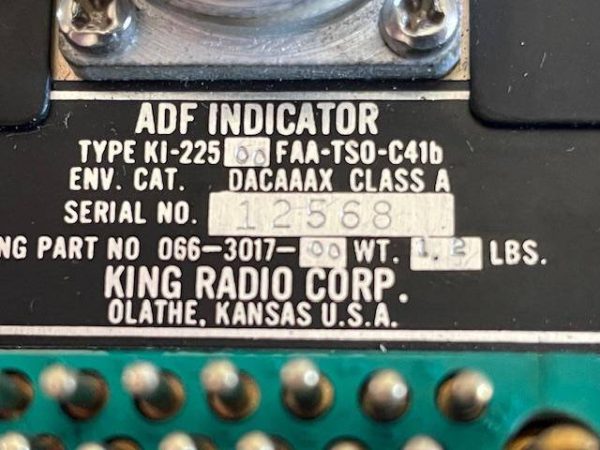 ADF INDICATOR
TYPE KI-225 00 FAA-TSO-C41b
ENV. CAT. DACAAAX CLASS A
SERIAL NO. 12568
NG PART NO 066-3017-00 WT. 1.2 LBS.
KING RADIO CORP.
OLATHE, KANSAS U.S.A.